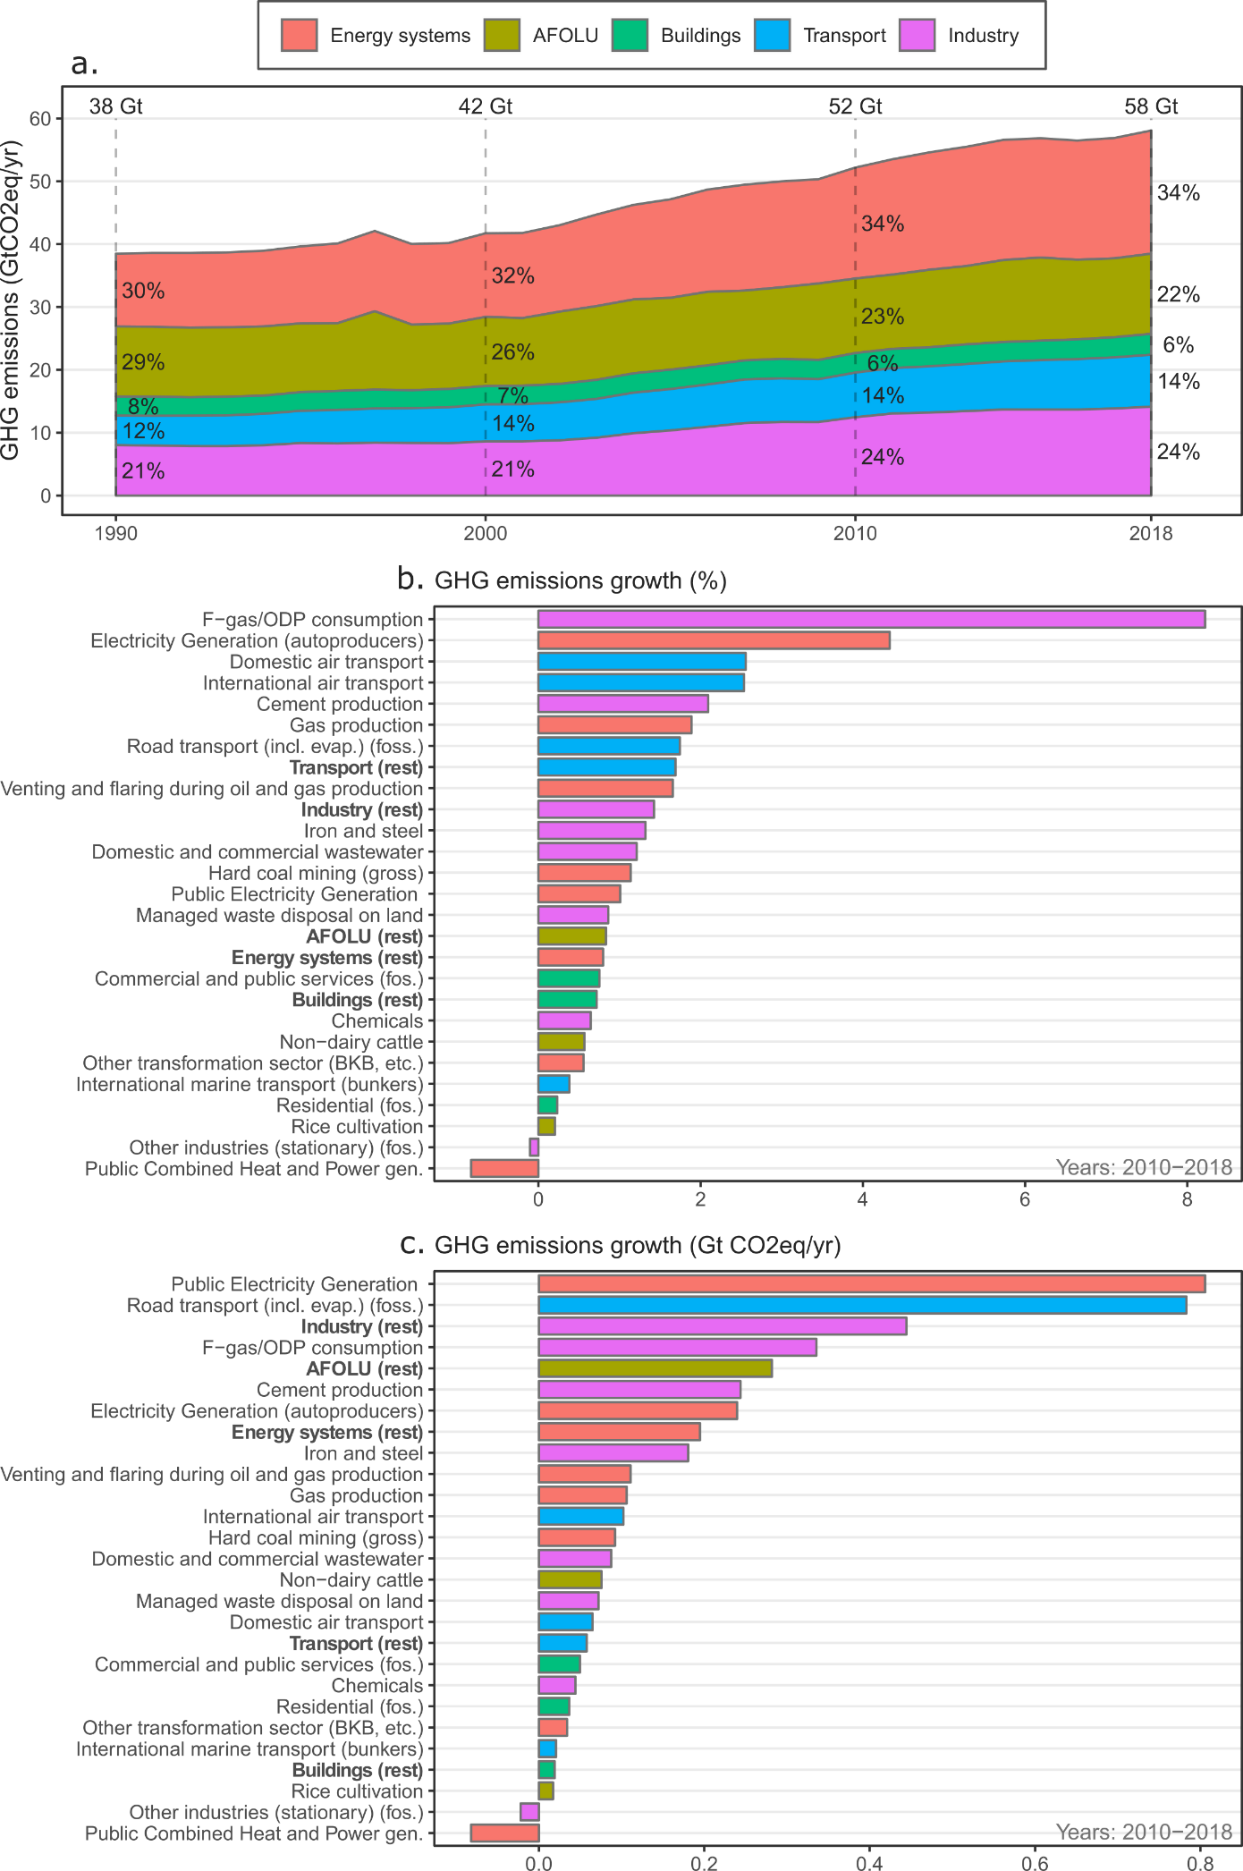 Energy systems AFOLU Buildings Transport Industry
a.
38 Gt 42 Gt 52 Gt 58 Gt
GHG emissions (GtCO2eq/yr)
60
50
40
30
20
10
0
30% 32% 34% 34%
29% 26% 23% 22%
8% 7% 6% 6%
12% 14% 14% 14%
21% 21% 24% 24%
1990 2000 2010 2018
b. GHG emissions growth (%)
F−gas/ODP consumption
Electricity Generation (autoproducers)
Domestic air transport
International air transport
Cement production
Gas production
Road transport (incl. evap.) (foss.)
Transport (rest)
Venting and flaring during oil and gas production
Industry (rest)
Iron and steel
Domestic and commercial wastewater
Hard coal mining (gross)
Public Electricity Generation
Managed waste disposal on land
AFOLU (rest)
Energy systems (rest)
Commercial and public services (fos.)
Buildings (rest)
Chemicals
Non−dairy cattle
Other transformation sector (BKB, etc.)
International marine transport (bunkers)
Residential (fos.)
Rice cultivation
Other industries (stationary) (fos.)
Public Combined Heat and Power gen.
Years: 2010−2018
0 2 4 6 8
c. GHG emissions growth (Gt CO2eq/yr)
Public Electricity Generation
Road transport (incl. evap.) (foss.)
Industry (rest)
F−gas/ODP consumption
AFOLU (rest)
Cement production
Electricity Generation (autoproducers)
Energy systems (rest)
Iron and steel
Venting and flaring during oil and gas production
Gas production
International air transport
Hard coal mining (gross)
Domestic and commercial wastewater
Non−dairy cattle
Managed waste disposal on land
Domestic air transport
Transport (rest)
Commercial and public services (fos.)
Chemicals
Residential (fos.)
Other transformation sector (BKB, etc.)
International marine transport (bunkers)
Buildings (rest)
Rice cultivation
Other industries (stationary) (fos.)
Public Combined Heat and Power gen.
Years: 2010−2018
0.0 0.2 0.4 0.6 0.8